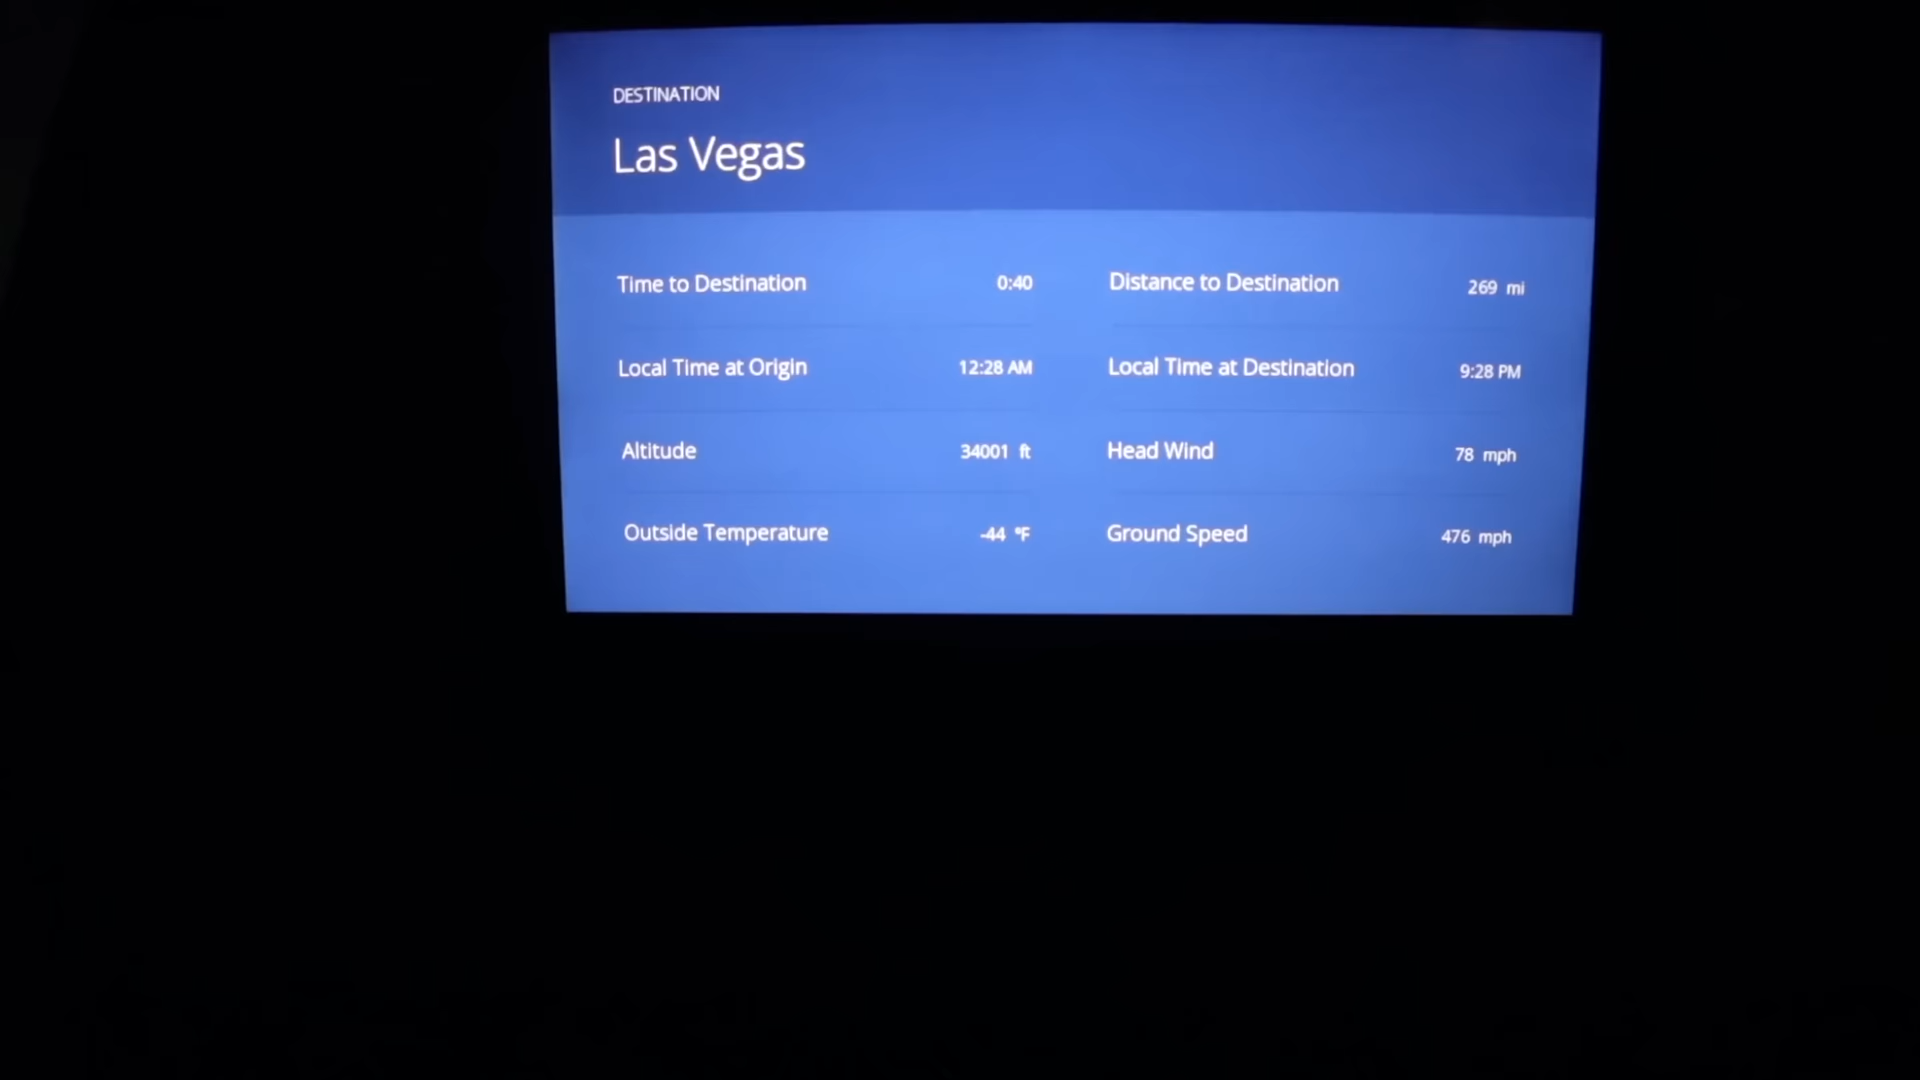 DESTINATION
Las Vegas
Time to Destination 0:40 Distance to Destination 269 mi
Local Time at Origin 12:28 AM Local Time at Destination 9:28 PM
Altitude 34001 ft Head Wind 78 mph
Outside Temperature -44 °F Ground Speed 476 mph